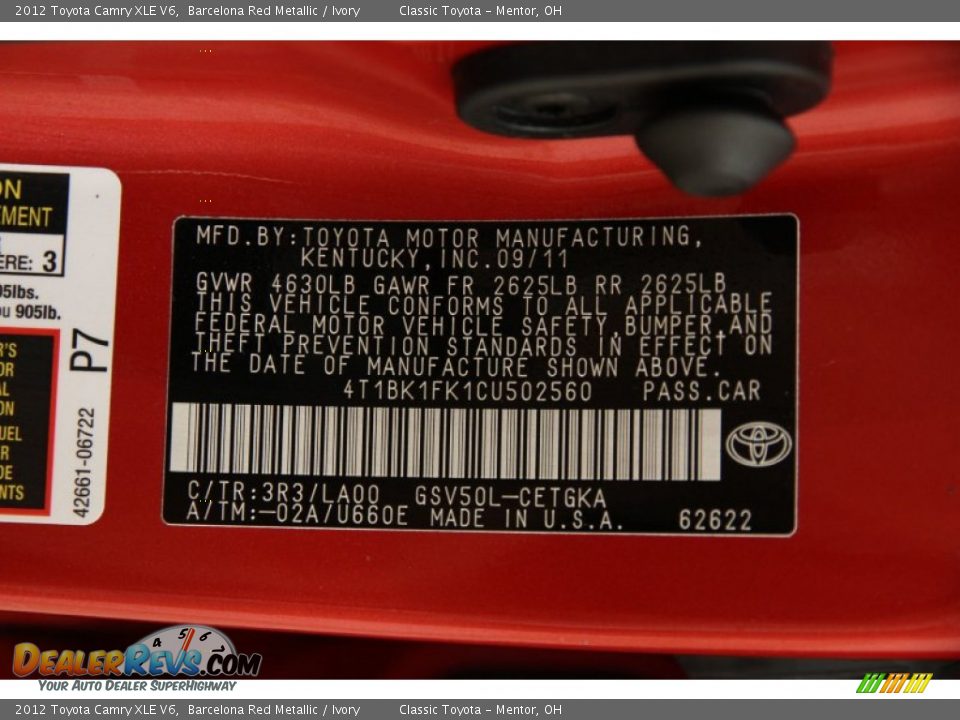 2012 Toyota Camry XLE V6, Barcelona Red Metallic / Ivory Classic Toyota - Mentor, OH
MFD.BY:TOYOTA MOTOR MANUFACTURING,
KENTUCKY,INC.09/11
GVWR 4630LB GAWR FR 2625LB RR 2625LB
THIS VEHICLE CONFORMS TO ALL APPLICABLE
FEDERAL MOTOR VEHICLE SAFETY,BUMPER,AND
THEFT PREVENTION STANDARDS IN EFFECT ON
THE DATE OF MANUFACTURE SHOWN ABOVE.
4T1BK1FK1CU502560 PASS.CAR
C/TR:3R3/LA00 GSV50L-CETGKA
A/TM:-02A/U660E MADE IN U.S.A. 62622
3
905lb.
P7
42661-06722
4 5 6
DEALERREVS.COM
YOUR AUTO DEALER SUPERHIGHWAY
2012 Toyota Camry XLE V6, Barcelona Red Metallic / Ivory Classic Toyota - Mentor, OH